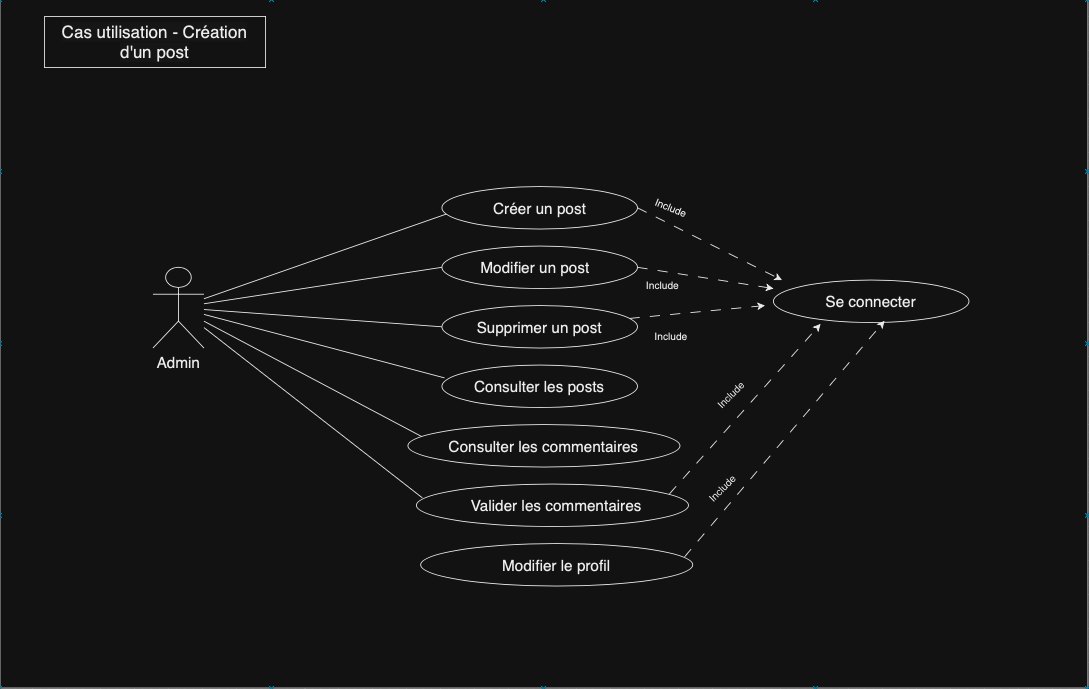 Cas utilisation - Création
d'un post
Créer un post
Include
Modifier un post
Include
Se connecter
Supprimer un post
Include
Admin
Consulter les posts
Include
Consulter les commentaires
Valider les commentaires
Include
Modifier le profil